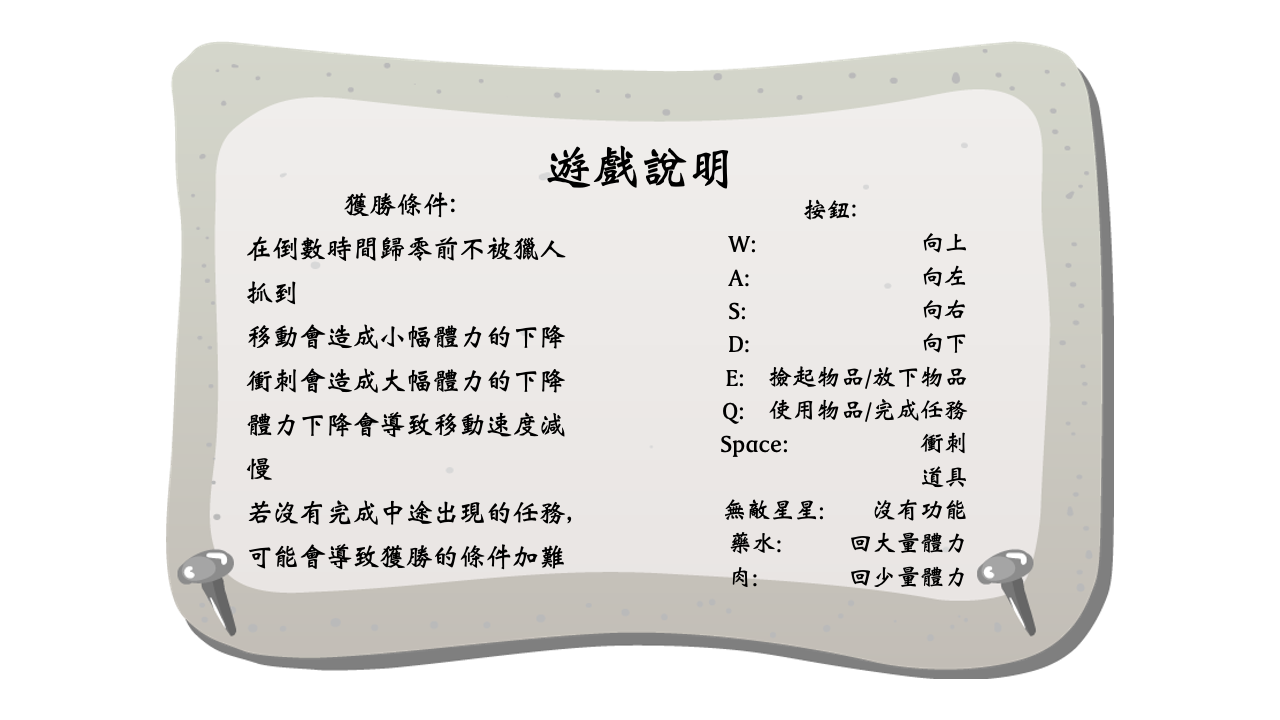 遊戲說明
獲勝條件:
在倒數時間歸零前不被獵人
抓到
移動會造成小幅體力的下降
衝刺會造成大幅體力的下降
體力下降會導致移動速度減
慢
若沒有完成中途出現的任務,
可能會導致獲勝的條件加難
按鈕:
W: 向上
A: 向左
S: 向右
D: 向下
E: 撿起物品/放下物品
Q: 使用物品/完成任務
Space: 衝刺
道具
無敵星星: 沒有功能
藥水: 回大量體力
肉: 回少量體力